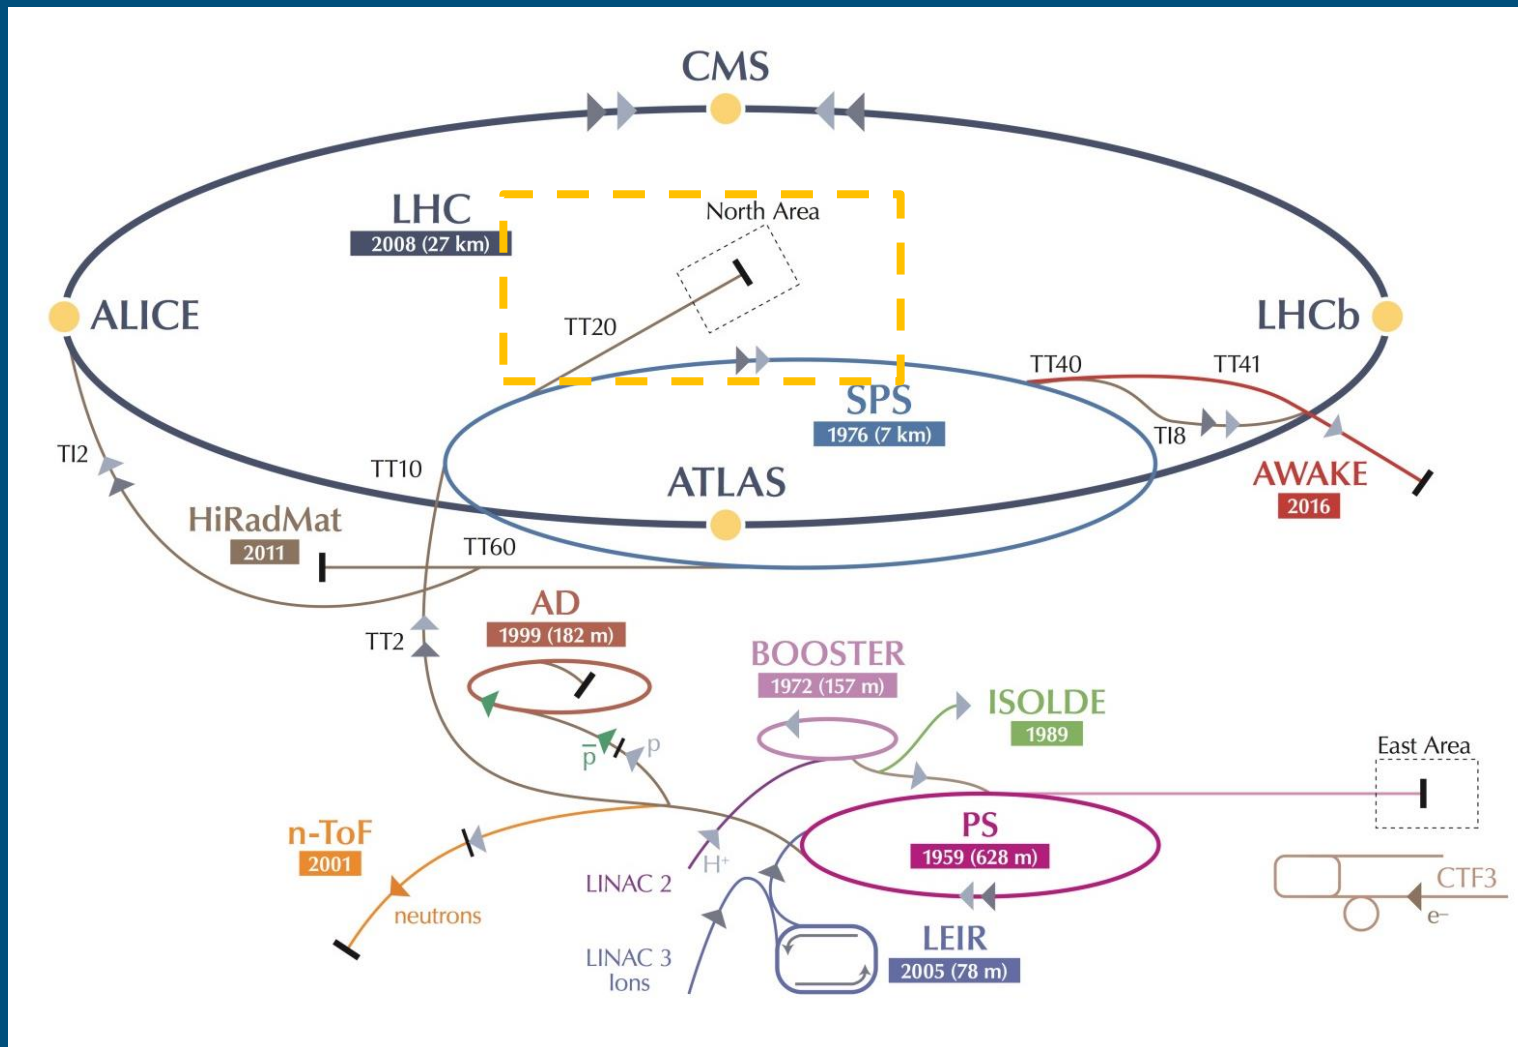 CMS
LHC
2008 (27 km)
North Area
ALICE
TT20
LHCb
TT40
TT41
SPS
1976 (7 km)
TI8
TI2
TT10
ATLAS
AWAKE
2016
HiRadMat
2011
TT60
AD
1999 (182 m)
TT2
BOOSTER
1972 (157 m)
ISOLDE
1989
p̅
p
East Area
n-ToF
2001
neutrons
PS
1959 (628 m)
H⁺
LINAC 2
CTF3
e⁻
LEIR
2005 (78 m)
LINAC 3
Ions